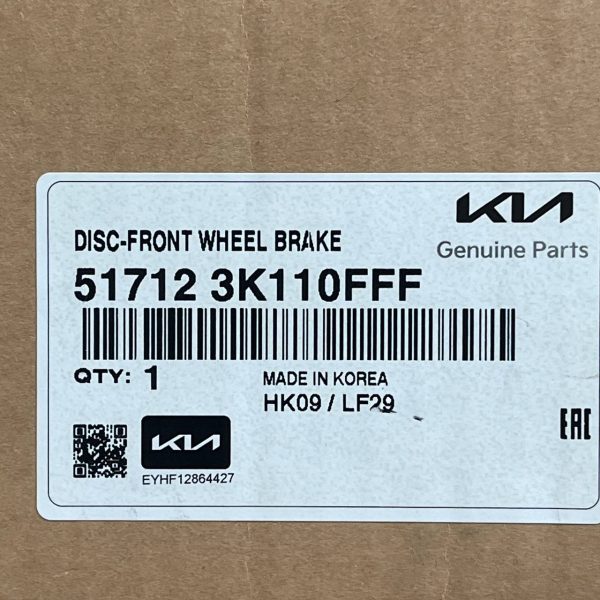 KIA
Genuine Parts
DISC-FRONT WHEEL BRAKE
51712 3K110FFF
QTY: 1
MADE IN KOREA
HK09 / LF29
KIA
EYHF12864427
EAC